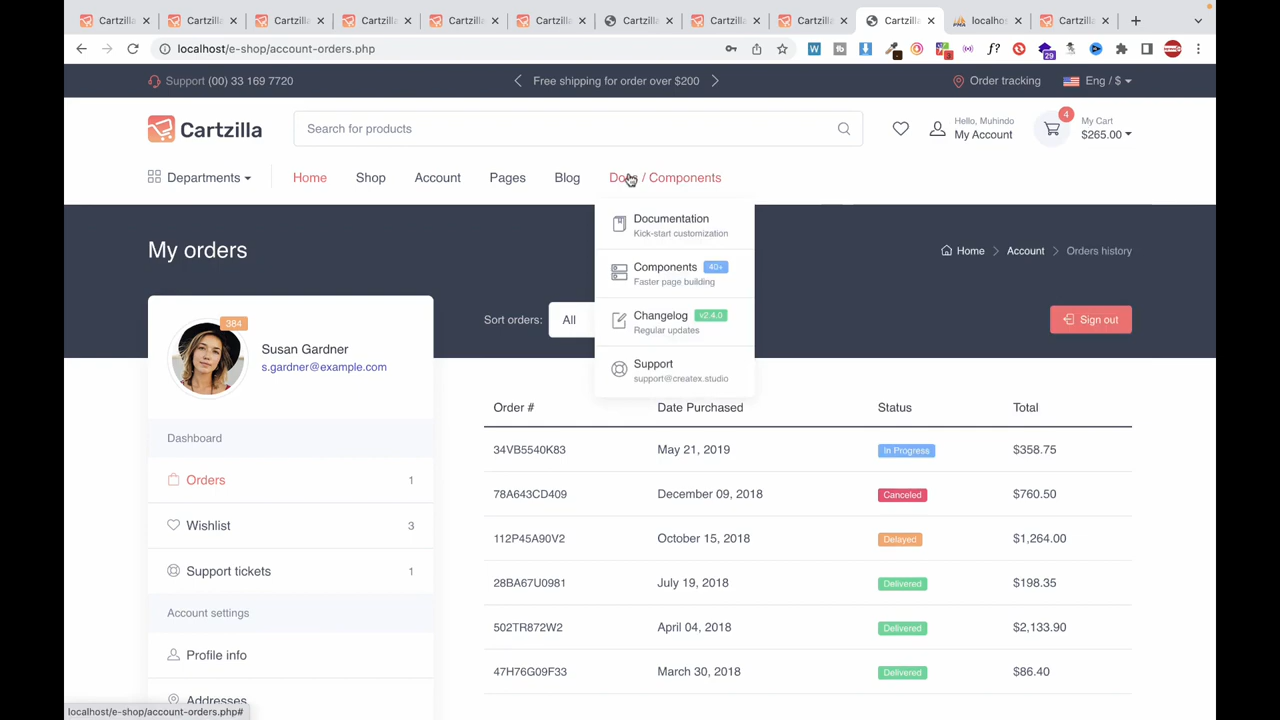 Cartzilla
Cartzilla
Cartzilla
Cartzilla
Cartzilla
Cartzilla
Cartzilla
Cartzilla
Cartzilla
Cartzilla
localho
Cartzilla
localhost/e-shop/account-orders.php
Support (00) 33 169 7720
Free shipping for order over $200
Order tracking
Eng / $
Cartzilla
Search for products
Hello, Muhindo
My Account
4
My Cart
$265.00
Departments
Home
Shop
Account
Pages
Blog
Docs / Components
Documentation
Kick-start customization
Components 40+
Faster page building
Changelog v2.4.0
Regular updates
Support
support@createx.studio
My orders
Home > Account > Orders history
Sort orders: All
Sign out
384
Susan Gardner
s.gardner@example.com
Dashboard
Orders 1
Wishlist 3
Support tickets 1
Account settings
Profile info
Addresses
Order # Date Purchased Status Total
34VB5540K83 May 21, 2019 In Progress $358.75
78A643CD409 December 09, 2018 Canceled $760.50
112P45A90V2 October 15, 2018 Delayed $1,264.00
28BA67U0981 July 19, 2018 Delivered $198.35
502TR872W2 April 04, 2018 Delivered $2,133.90
47H76G09F33 March 30, 2018 Delivered $86.40
localhost/e-shop/account-orders.php#